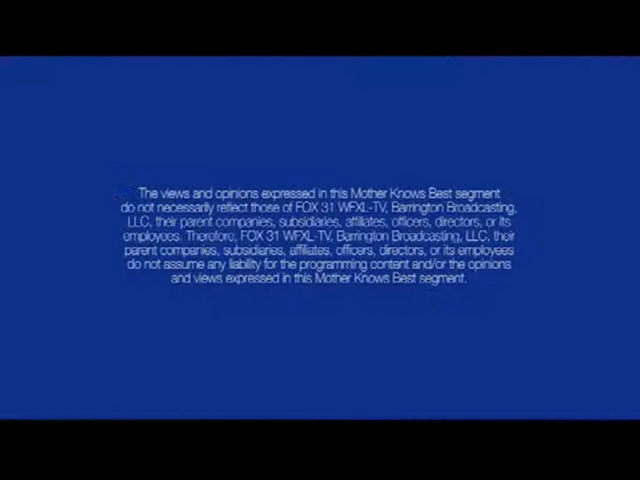 The views and opinions expressed in this Mother Knows Best segment
do not necessarily reflect those of FOX 31 WFXL-TV, Barrington Broadcasting,
LLC, their parent companies, subsidiaries, affiliates, officers, directors, or its
employees. Therefore, FOX 31 WFXL-TV, Barrington Broadcasting, LLC, their
parent companies, subsidiaries, affiliates, officers, directors, or its employees
do not assume any liability for the programming content and/or the opinions
and views expressed in this Mother Knows Best segment.